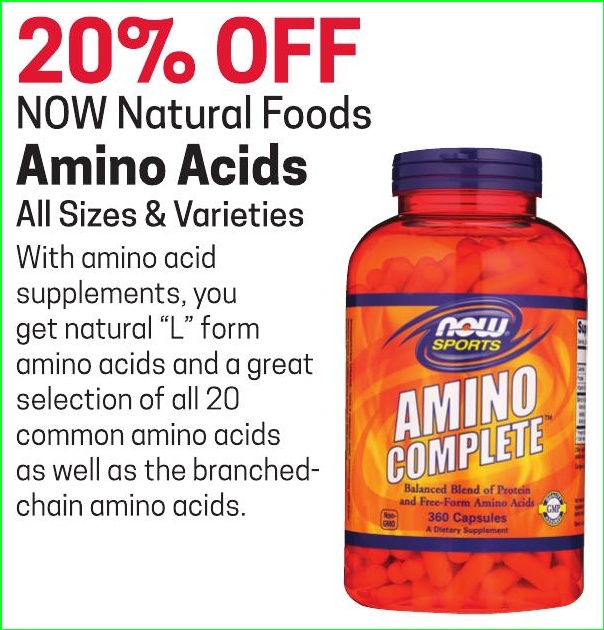 20% OFF
NOW Natural Foods
Amino Acids
All Sizes & Varieties
With amino acid
supplements, you
get natural “L” form
amino acids and a great
selection of all 20
common amino acids
as well as the branched-
chain amino acids.
NOW
SPORTS
AMINO
COMPLETE™
Balanced Blend of Protein
and Free-Form Amino Acids
360 Capsules
A Dietary Supplement
Non-
GMO
GMP